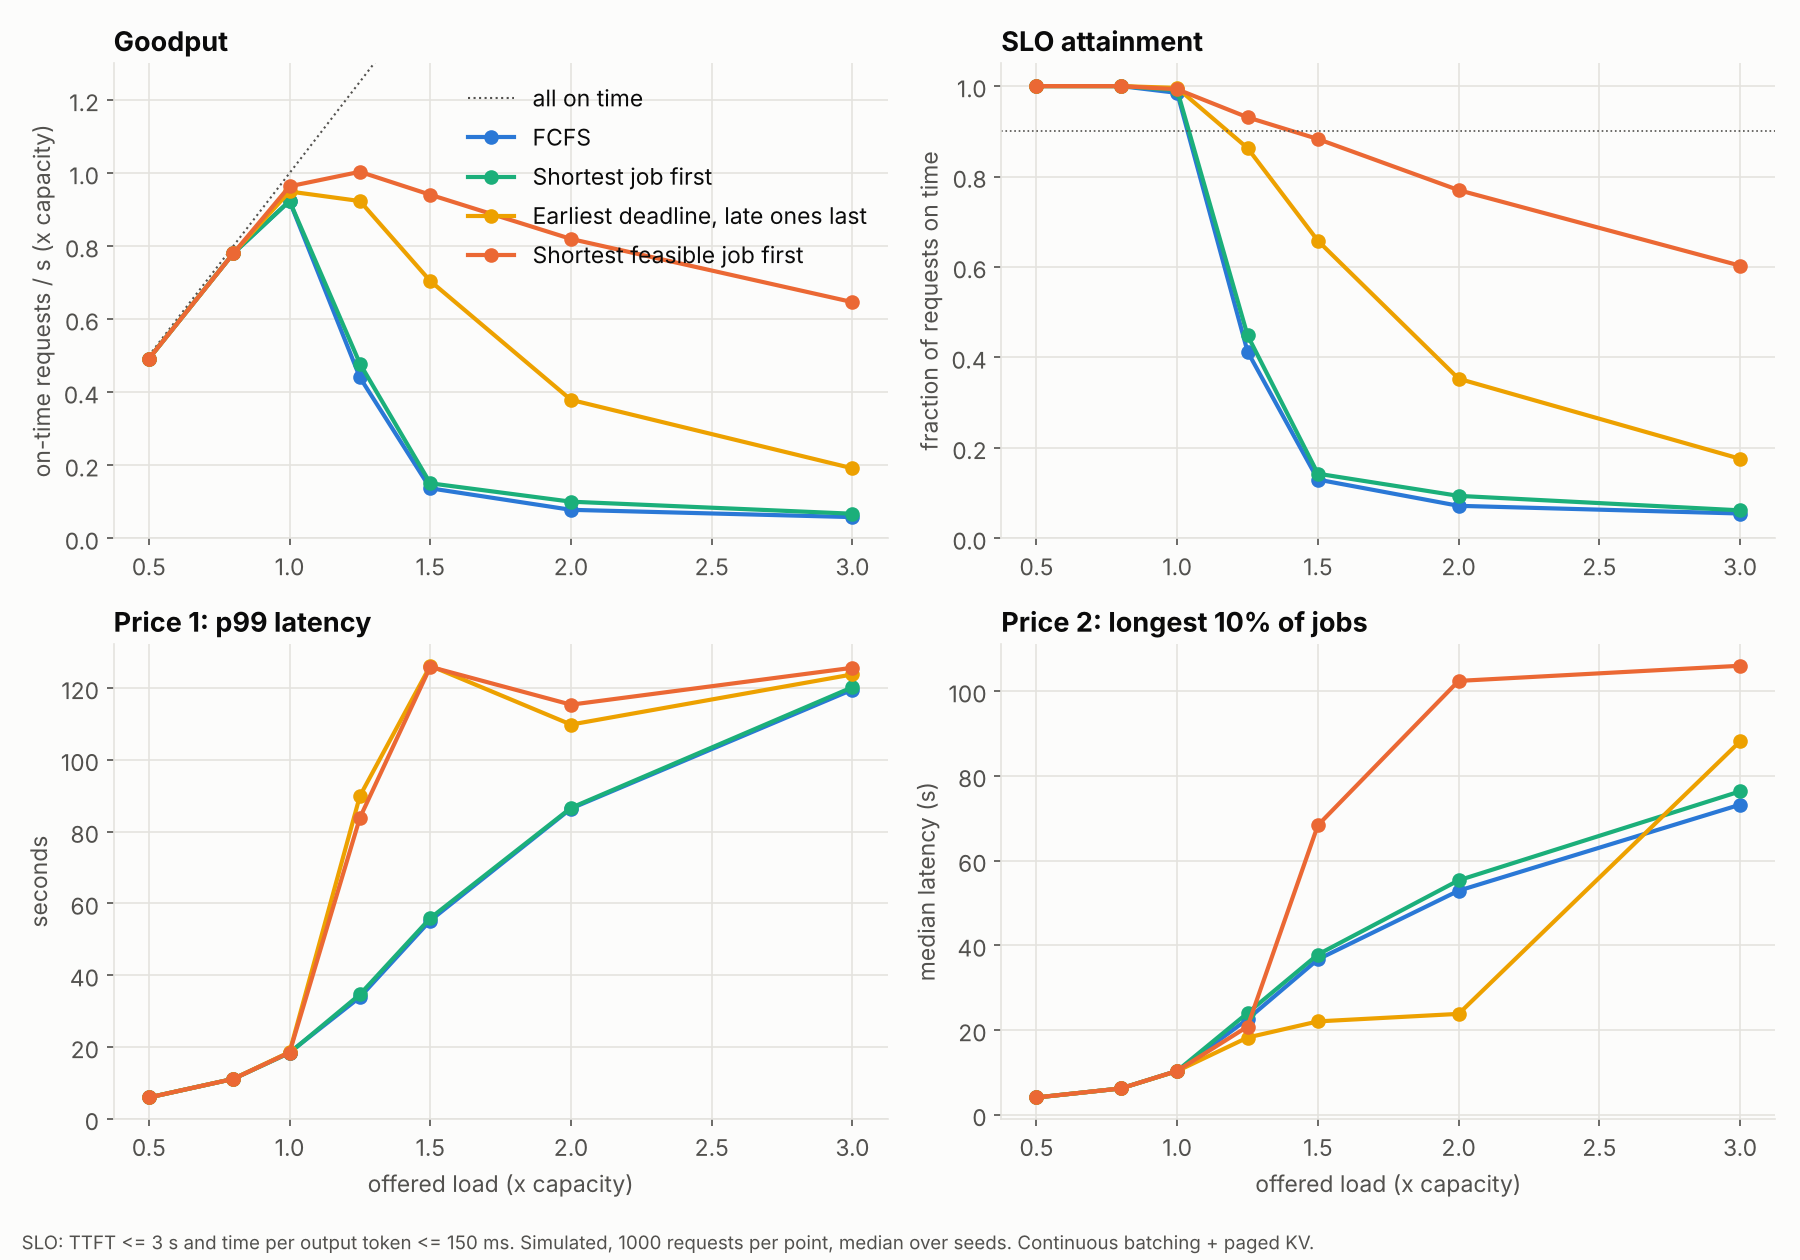 Goodput
on-time requests / s (x capacity)
1.2
1.0
0.8
0.6
0.4
0.2
0.0
0.5 1.0 1.5 2.0 2.5 3.0
all on time
FCFS
Shortest job first
Earliest deadline, late ones last
Shortest feasible job first
SLO attainment
fraction of requests on time
1.0
0.8
0.6
0.4
0.2
0.0
0.5 1.0 1.5 2.0 2.5 3.0
Price 1: p99 latency
seconds
120
100
80
60
40
20
0
0.5 1.0 1.5 2.0 2.5 3.0
offered load (x capacity)
Price 2: longest 10% of jobs
median latency (s)
100
80
60
40
20
0
0.5 1.0 1.5 2.0 2.5 3.0
offered load (x capacity)
SLO: TTFT <= 3 s and time per output token <= 150 ms. Simulated, 1000 requests per point, median over seeds. Continuous batching + paged KV.